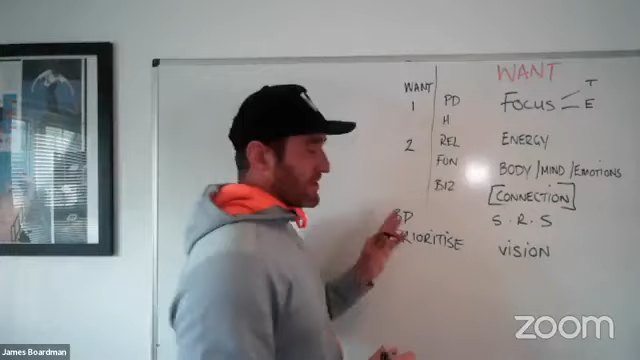 WANT
WANT
1 PD
FOCUS < T
E
H
2 REL
ENERGY
FUN
BODY/MIND/EMOTIONS
BIZ
[CONNECTION]
S.R.S
PRIORITISE
VISION
zoom
James Boardman